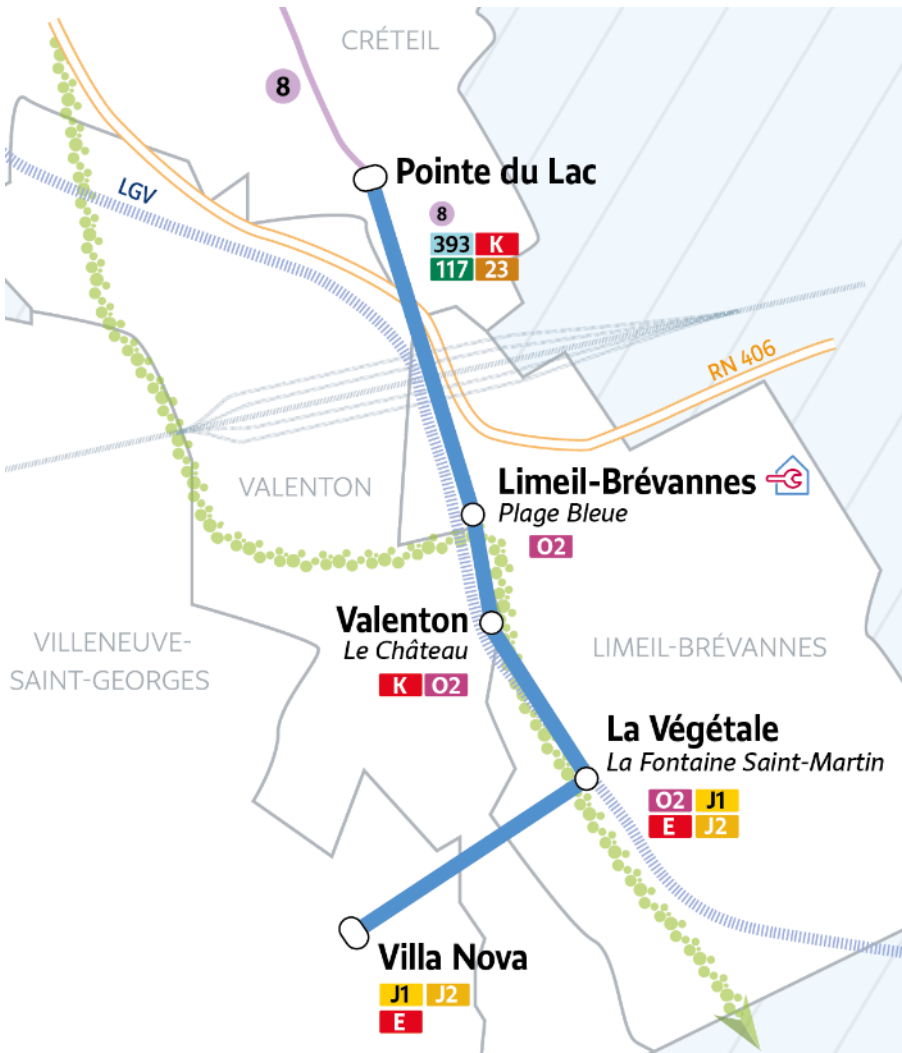 CRÉTEIL
8
Pointe du Lac
8
393 K
117 23
LGV
RN 406
VALENTON
Limeil-Brévannes
Plage Bleue
O2
Valenton
Le Château
K O2
VILLENEUVE-
SAINT-GEORGES
LIMEIL-BRÉVANNES
La Végétale
La Fontaine Saint-Martin
O2 J1
E J2
Villa Nova
J1 J2
E